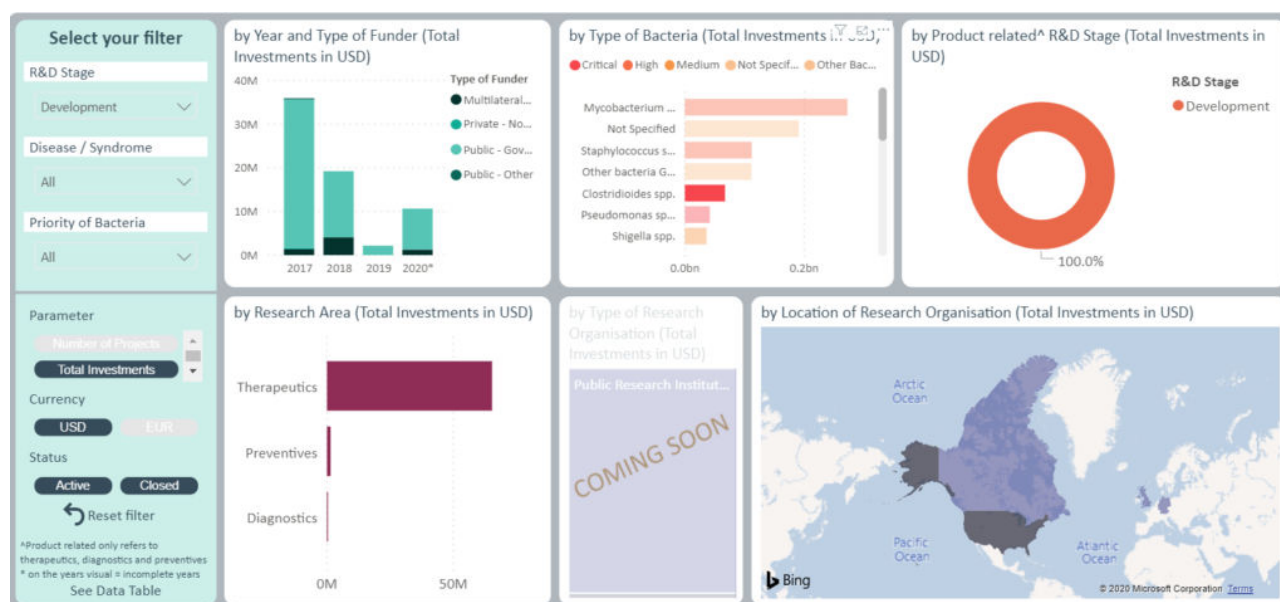 Select your filter
R&D Stage
Development
Disease / Syndrome
All
Priority of Bacteria
All
Parameter
Number of Projects
Total Investments
Currency
USD
EUR
Status
Active
Closed
Reset filter
^Product related only refers to
therapeutics, diagnostics and preventives
* on the years visual = incomplete years
See Data Table
by Year and Type of Funder (Total
Investments in USD)
40M
30M
20M
10M
0M
2017
2018
2019
2020*
Type of Funder
Multilateral...
Private - No...
Public - Gov...
Public - Other
by Type of Bacteria (Total Investments in USD)
Critical
High
Medium
Not Specif...
Other Bac...
Mycobacterium ...
Not Specified
Staphylococcus s...
Other bacteria G...
Clostridioides spp.
Pseudomonas sp...
Shigella spp.
0.0bn
0.2bn
by Product related^ R&D Stage (Total Investments in
USD)
R&D Stage
Development
100.0%
by Research Area (Total Investments in USD)
Therapeutics
Preventives
Diagnostics
0M
50M
by Type of Research
Organisation (Total
Investments in USD)
Public Research Institut...
COMING SOON
by Location of Research Organisation (Total Investments in USD)
Arctic
Ocean
Pacific
Ocean
Atlantic
Ocean
Bing
© 2020 Microsoft Corporation Terms